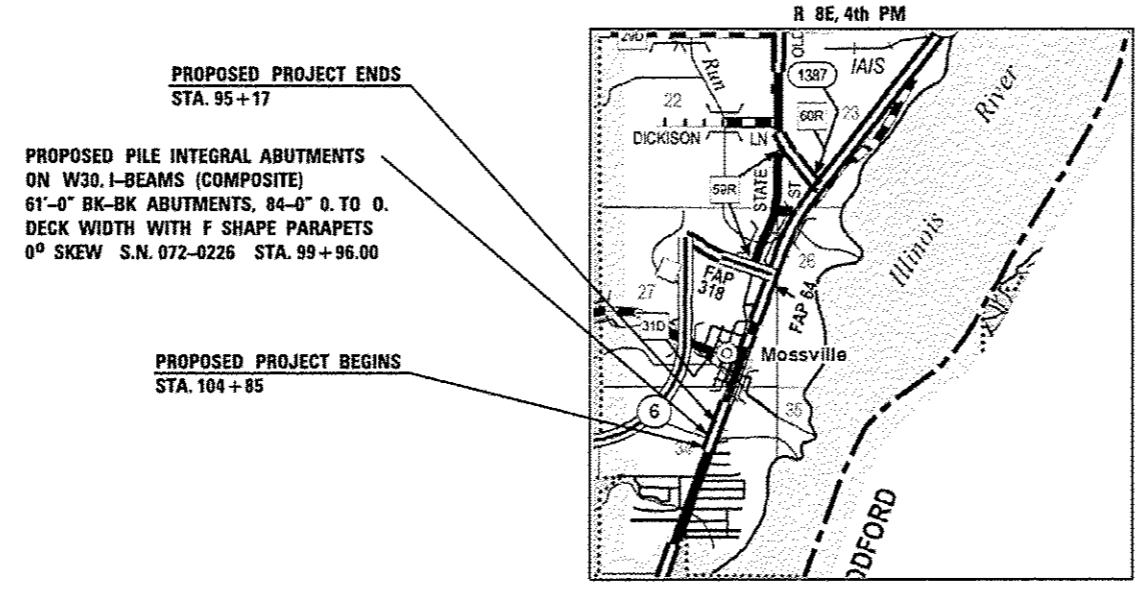 R 8E, 4th PM
PROPOSED PROJECT ENDS
STA. 95+17
PROPOSED PILE INTEGRAL ABUTMENTS
ON W30. I-BEAMS (COMPOSITE)
61'-0" BK-BK ABUTMENTS, 84-0" O. TO O.
DECK WIDTH WITH F SHAPE PARAPETS
0° SKEW S.N. 072-0226 STA. 99+96.00
PROPOSED PROJECT BEGINS
STA. 104+85
29D
Run
OLD
IAIS
1387
22
60R
23
River
DICKISON LN
59R
STATE ST
Illinois
26
FAP 318
27
FAP 64
31D
Mossville
35
6
34
ODFORD